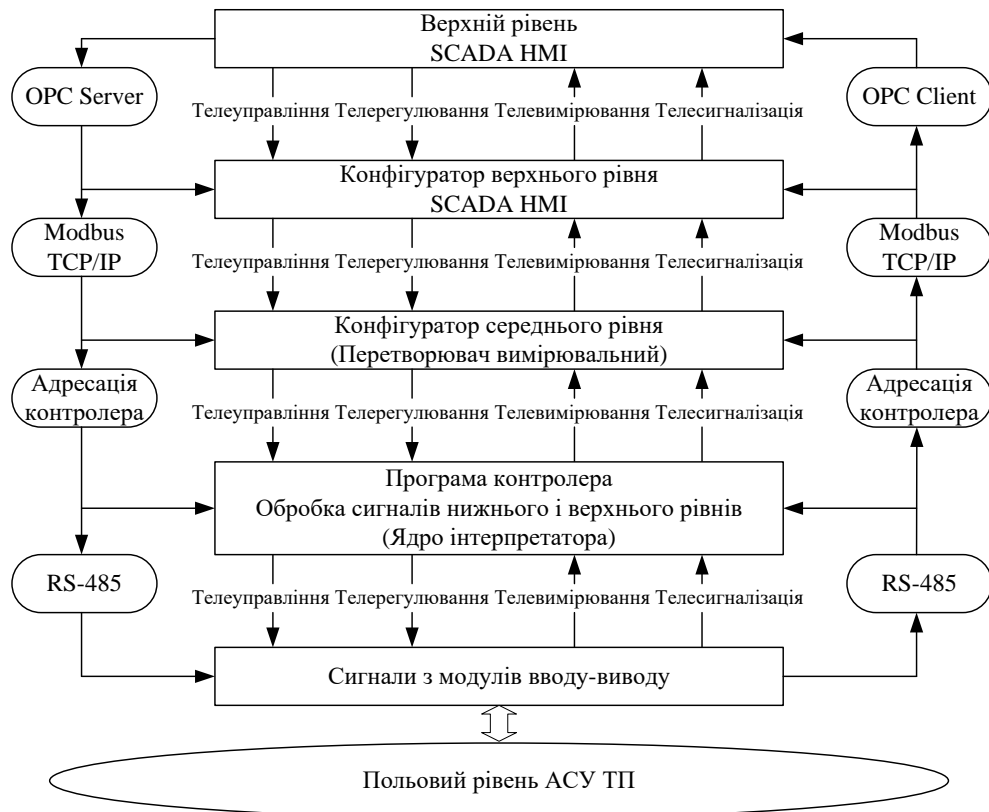 Верхній рівень
SCADA HMI
OPC Server
OPC Client
Телеуправління Телерегулювання Телевимірювання Телесигналізація
Конфігуратор верхнього рівня
SCADA HMI
Modbus
TCP/IP
Modbus
TCP/IP
Телеуправління Телерегулювання Телевимірювання Телесигналізація
Конфігуратор середнього рівня
(Перетворювач вимірювальний)
Адресація
контролера
Адресація
контролера
Телеуправління Телерегулювання Телевимірювання Телесигналізація
Програма контролера
Обробка сигналів нижнього і верхнього рівнів
(Ядро інтерпретатора)
RS-485
RS-485
Телеуправління Телерегулювання Телевимірювання Телесигналізація
Сигнали з модулів вводу-виводу
Польовий рівень АСУ ТП